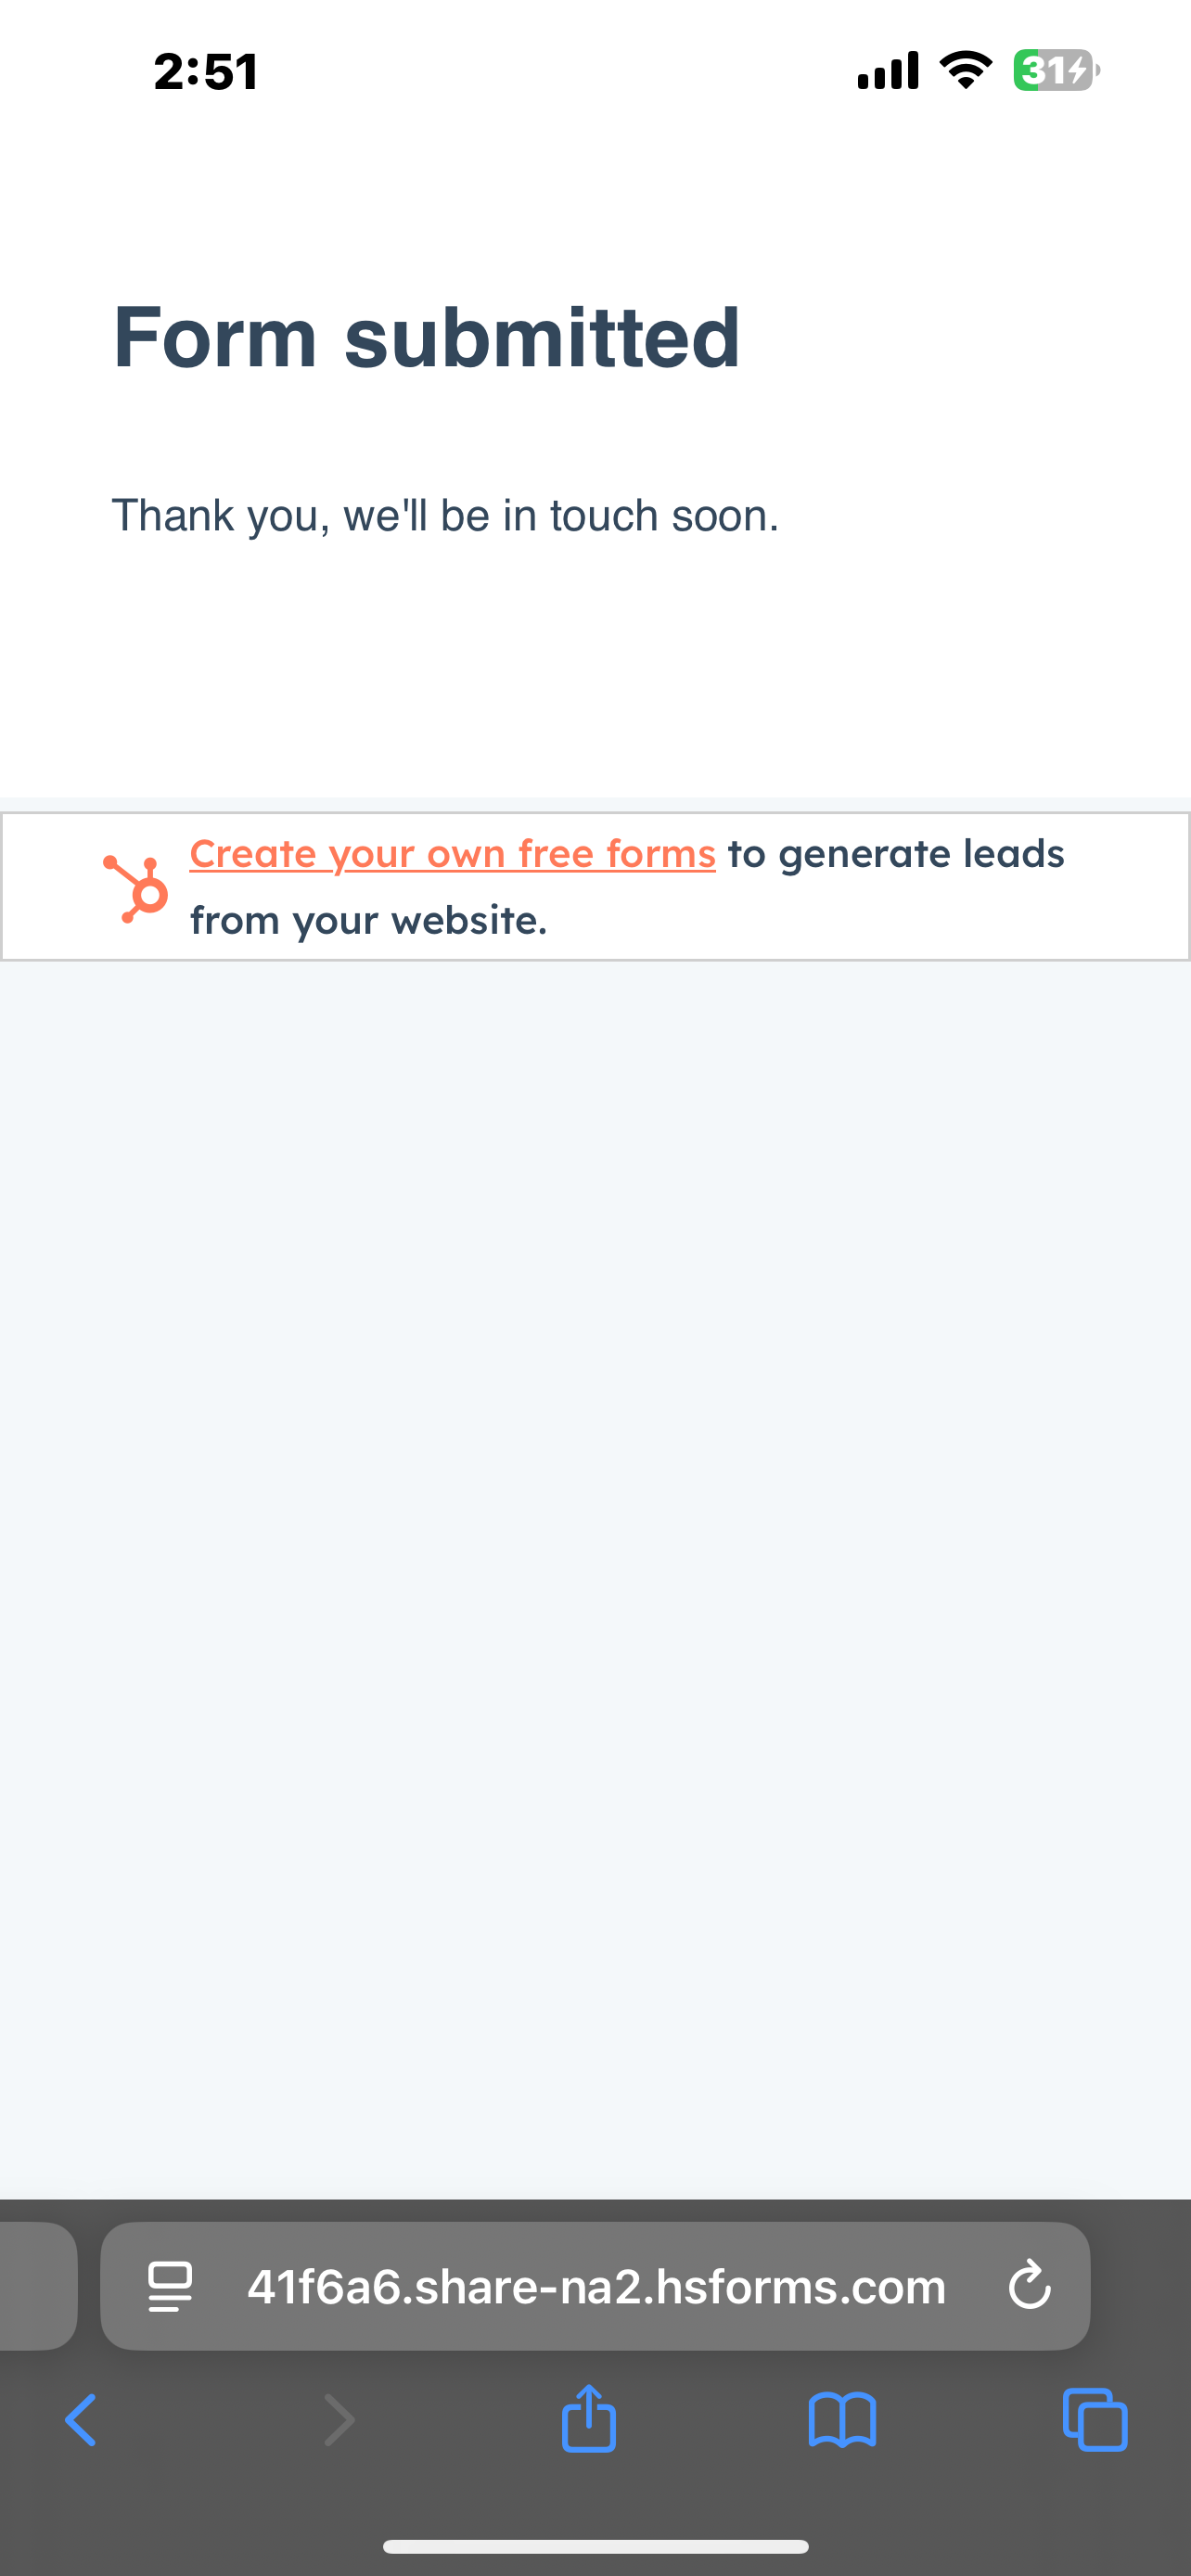 2:51
31
Form submitted
Thank you, we'll be in touch soon.
Create your own free forms to generate leads
from your website.
41f6a6.share-na2.hsforms.com